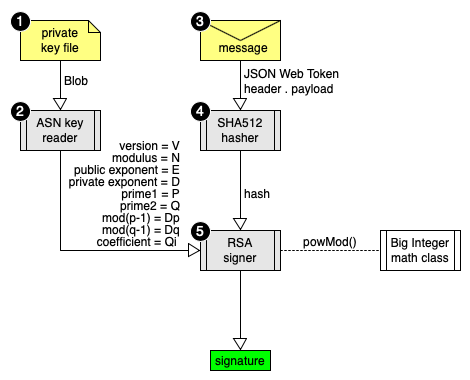 1
private
key file
Blob
2
ASN key
reader
version = V
modulus = N
public exponent = E
private exponent = D
prime1 = P
prime2 = Q
mod(p-1) = Dp
mod(q-1) = Dq
coefficient = Qi
3
message
JSON Web Token
header . payload
4
SHA512
hasher
hash
5
RSA
signer
powMod()
Big Integer
math class
signature